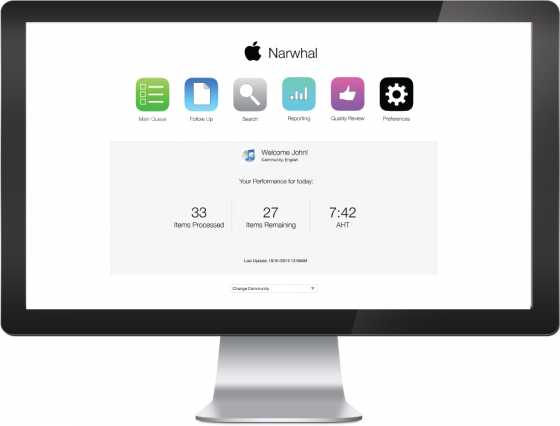 Narwhal
Main Queue
Follow Up
Search
Reporting
Quality Review
Preferences
Welcome John!
Community: English
Your Performance for today:
33
27
7:42
Items Processed
Items Remaining
AHT
Last Update: 10/31/2013 12:59AM
Change Community